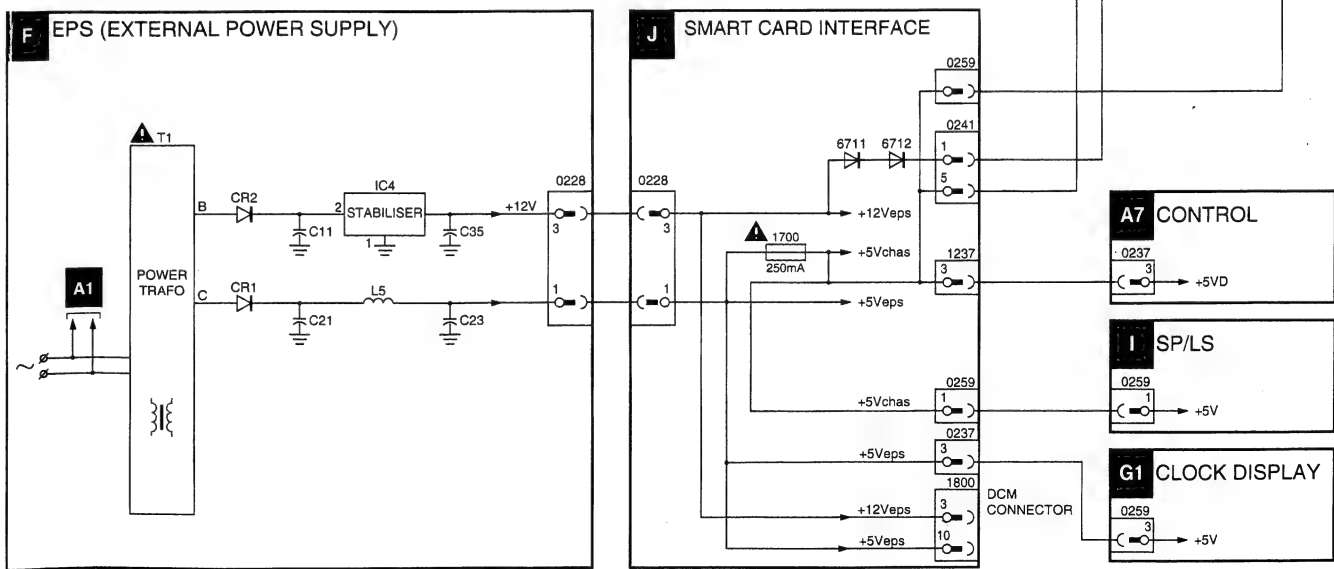 F EPS (EXTERNAL POWER SUPPLY)
T1
POWER
TRAFO
A1
~
B
CR2
C11
2
IC4
STABILISER
1
C35
+12V
0228
3
C
CR1
C21
L5
C23
1
J SMART CARD INTERFACE
0228
3
1
6711
6712
+12Veps
1700
250mA
+5Vchas
+5Veps
0259
0241
1
5
1237
3
+5Vchas
0259
1
+5Veps
0237
3
1800
+12Veps
3
+5Veps
10
DCM
CONNECTOR
A7 CONTROL
0237
3
+5VD
I SP/LS
0259
1
+5V
G1 CLOCK DISPLAY
0259
3
+5V